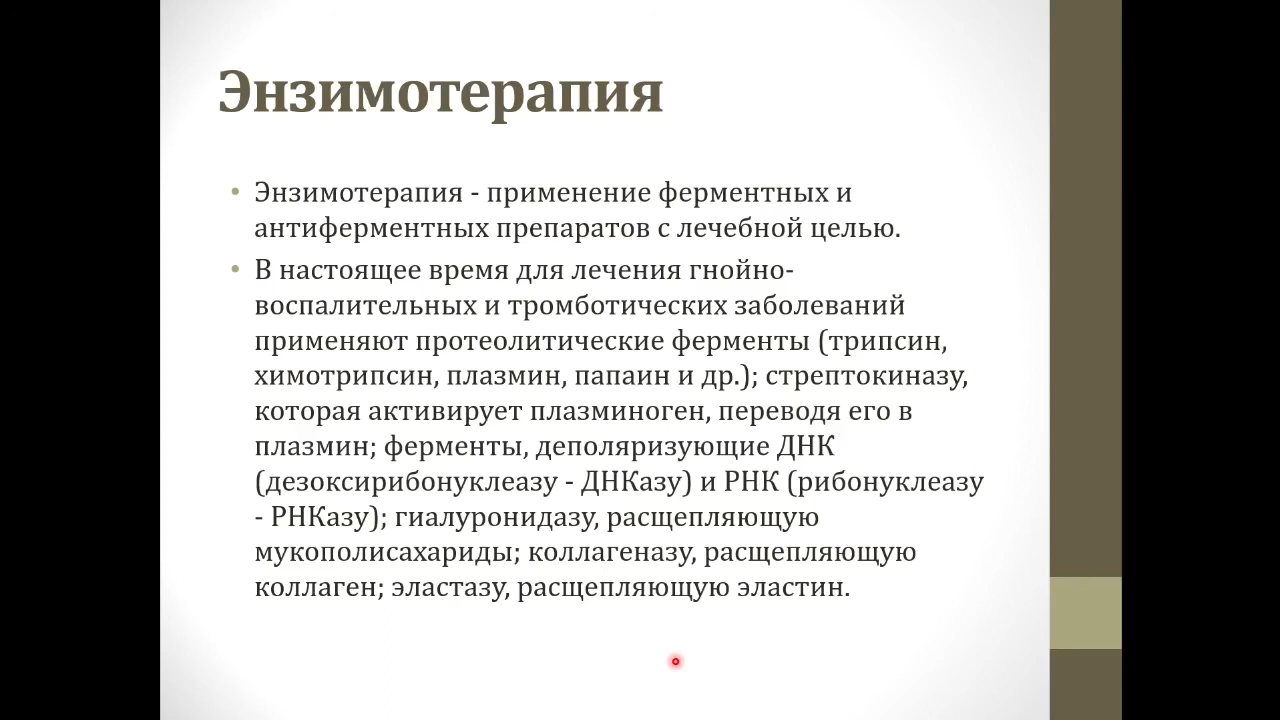 Энзимотерапия
• Энзимотерапия - применение ферментных и
антиферментных препаратов с лечебной целью.
• В настоящее время для лечения гнойно-
воспалительных и тромботических заболеваний
применяют протеолитические ферменты (трипсин,
химотрипсин, плазмин, папаин и др.); стрептокиназу,
которая активирует плазминоген, переводя его в
плазмин; ферменты, деполяризующие ДНК
(дезоксирибонуклеазу - ДНКазу) и РНК (рибонуклеазу
- РНКазу); гиалуронидазу, расщепляющую
мукополисахариды; коллагеназу, расщепляющую
коллаген; эластазу, расщепляющую эластин.